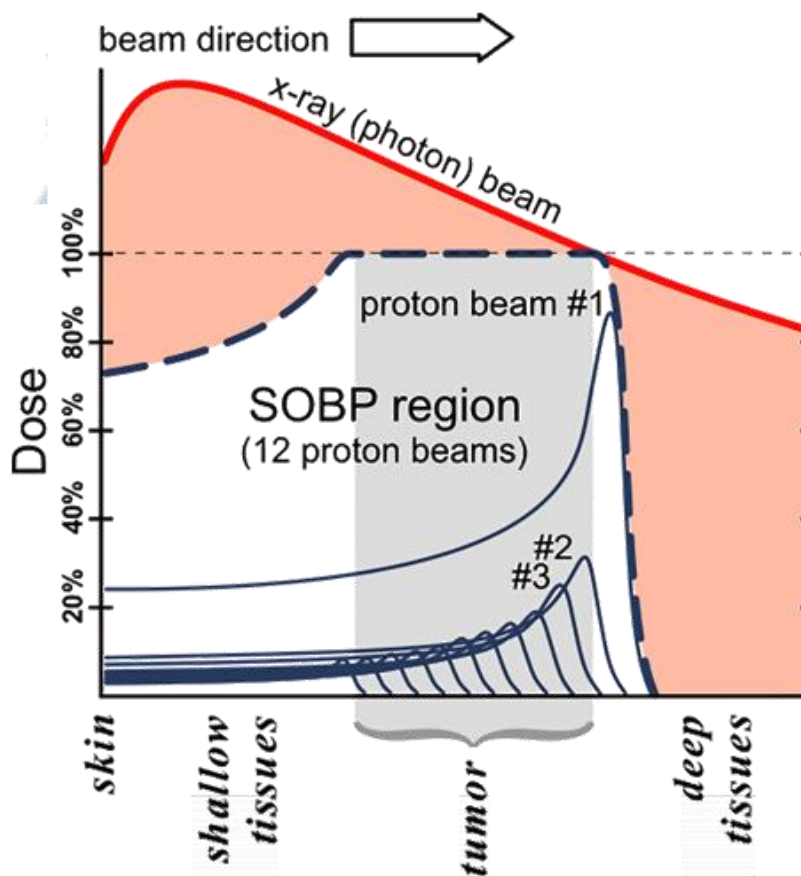 beam direction
x-ray (photon) beam
100%
80%
60%
40%
20%
Dose
proton beam #1
SOBP region
(12 proton beams)
#2
#3
skin
shallow
tissues
tumor
deep
tissues